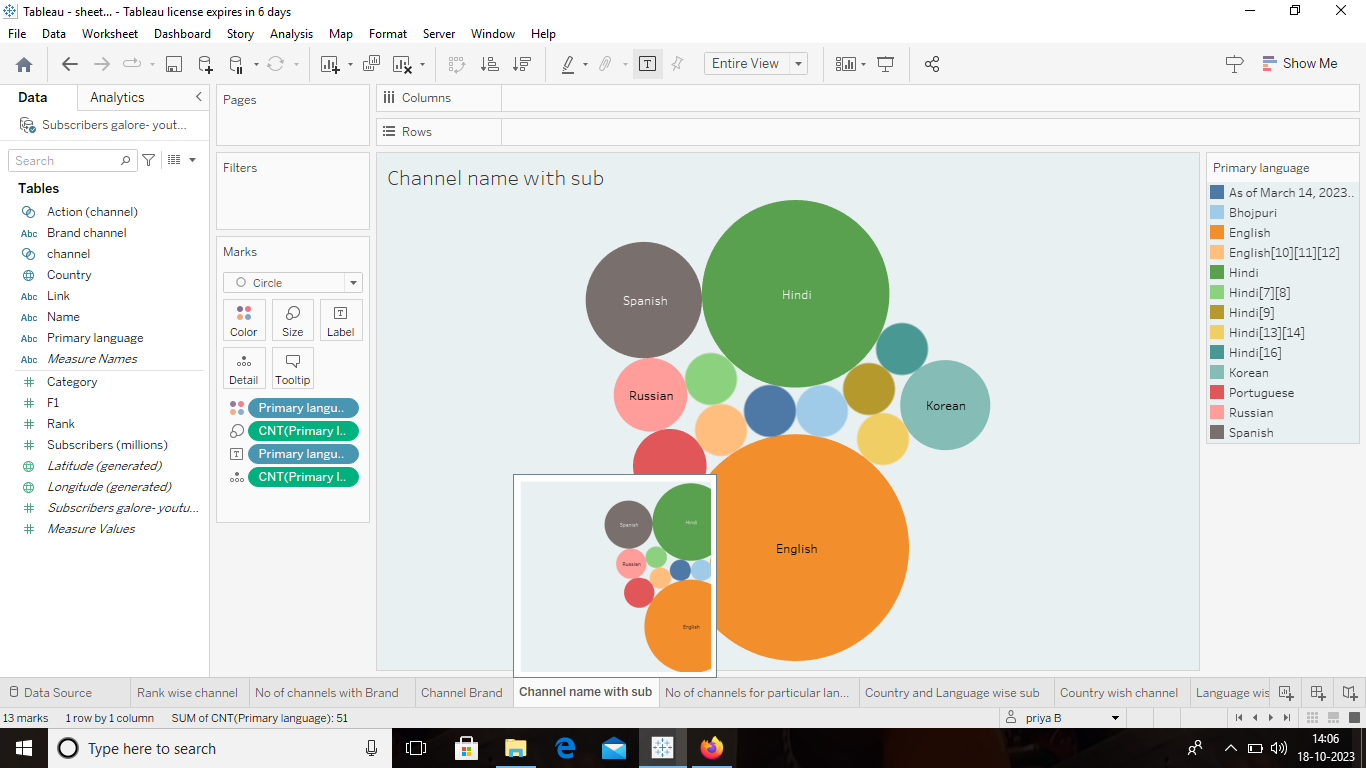 Tableau - sheet... - Tableau license expires in 6 days
File Data Worksheet Dashboard Story Analysis Map Format Server Window Help
Entire View
Show Me
Data Analytics
Subscribers galore- yout...
Search
Tables
Action (channel)
Abc Brand channel
channel
Country
Abc Link
Abc Name
Abc Primary language
Abc Measure Names
Category
F1
Rank
Subscribers (millions)
Latitude (generated)
Longitude (generated)
Subscribers galore- youtu...
Measure Values
Pages
Filters
Marks
Circle
Color Size Label
Detail Tooltip
Primary langu..
CNT(Primary l..
Primary langu..
CNT(Primary l..
Columns
Rows
Channel name with sub
Hindi
Spanish
Russian
Korean
English
Spanish
Hindi
Russian
English
Primary language
As of March 14, 2023..
Bhojpuri
English
English[10][11][12]
Hindi
Hindi[7][8]
Hindi[9]
Hindi[13][14]
Hindi[16]
Korean
Portuguese
Russian
Spanish
Data Source Rank wise channel No of channels with Brand Channel Brand Channel name with sub No of channels for particular lan... Country and Language wise sub Country wish channel Language wis
13 marks 1 row by 1 column SUM of CNT(Primary language): 51 priya B
Type here to search
14:06
18-10-2023